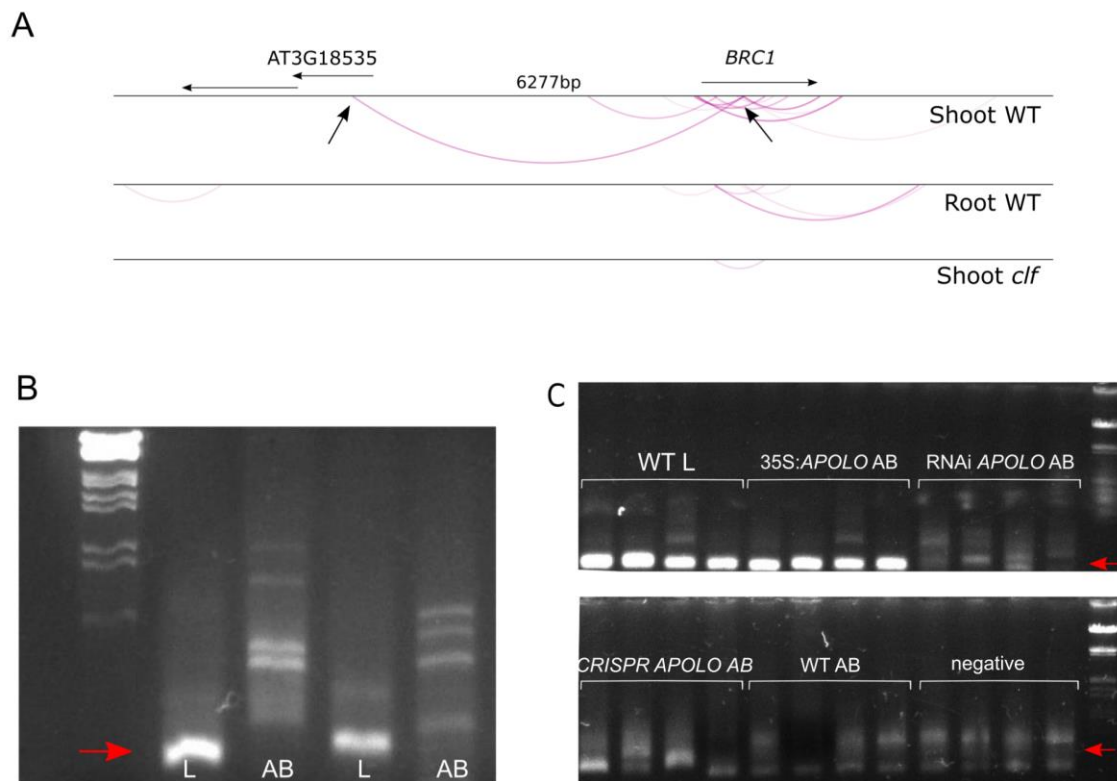 A
AT3G18535
6277bp
BRC1
Shoot WT
Root WT
Shoot clf
B
L AB L AB
C
WT L 35S:APOLO AB RNAi APOLO AB
CRISPR APOLO AB WT AB negative